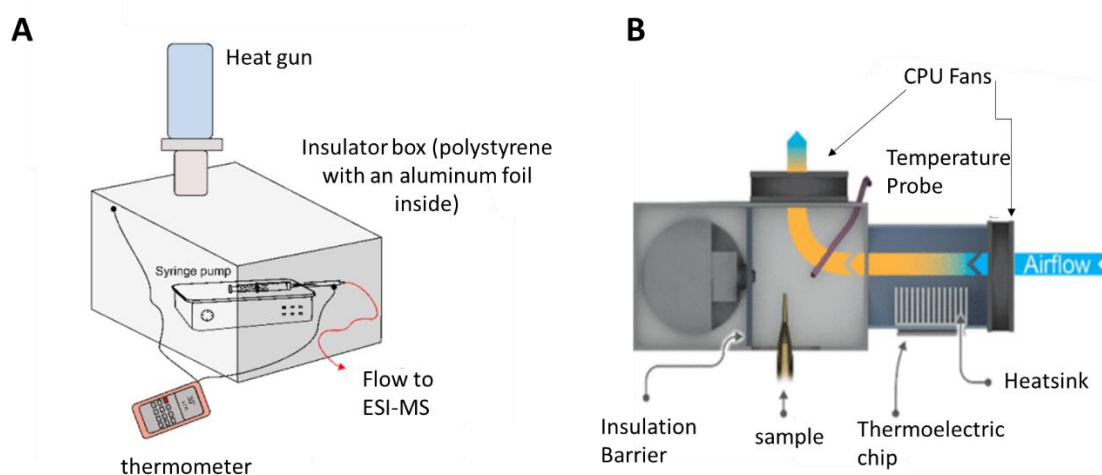 A
Heat gun
Insulator box (polystyrene
with an aluminum foil
inside)
Syringe pump
Flow to
ESI-MS
thermometer
B
CPU Fans
Temperature
Probe
Airflow
Heatsink
Insulation
Barrier
sample
Thermoelectric
chip